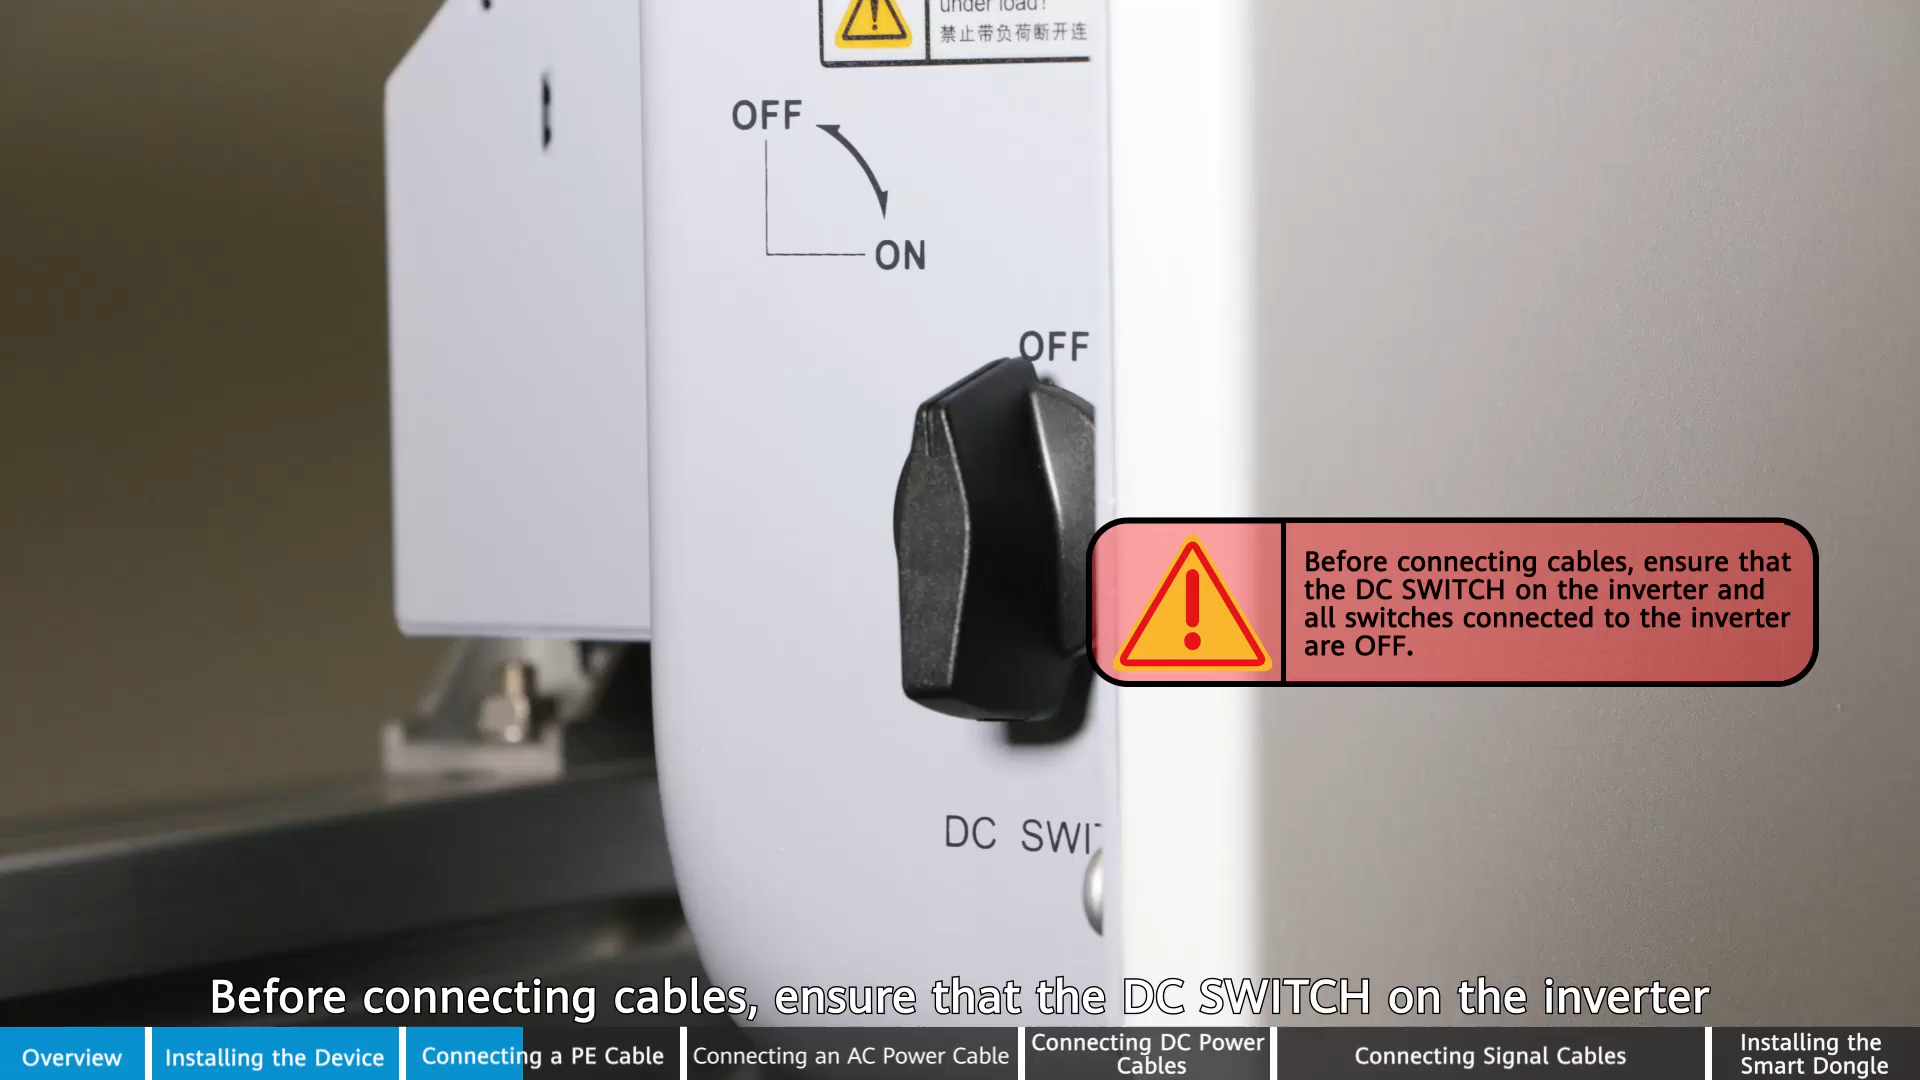 under load!
禁止带负荷断开连
OFF
ON
OFF
Before connecting cables, ensure that
the DC SWITCH on the inverter and
all switches connected to the inverter
are OFF.
DC SWIT
Before connecting cables, ensure that the DC SWITCH on the inverter
Overview
Installing the Device
Connecting a PE Cable
Connecting an AC Power Cable
Connecting DC Power
Cables
Connecting Signal Cables
Installing the
Smart Dongle